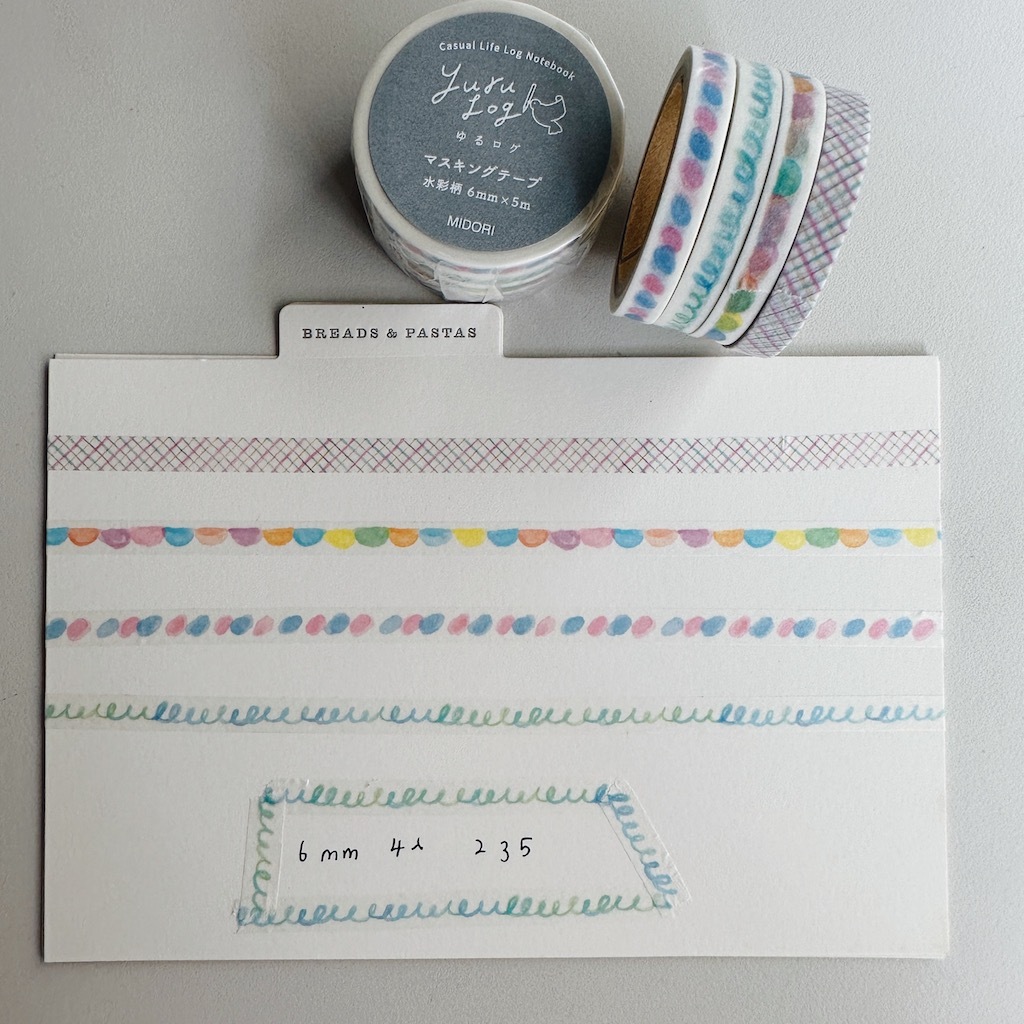 Casual Life Log Notebook
yuru
Log
ゆるログ
マスキングテープ
水彩柄 6mm×5m
MIDORI
BREADS & PASTAS
6mm 4入 235